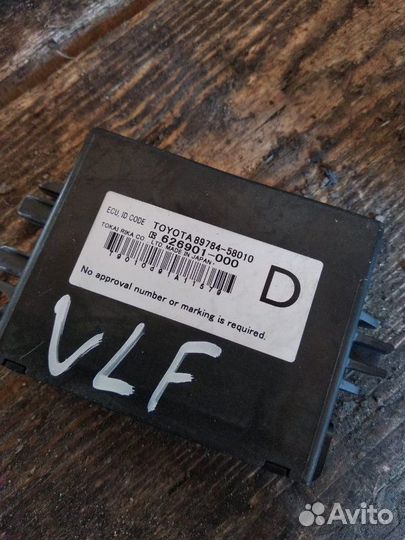 ECU, ID CODE TOYOTA 89784-58010
626901-000
TOKAI RIKA CO., LTD. MADE IN JAPAN.
No approval number or marking is required.
D
VLF
Avito